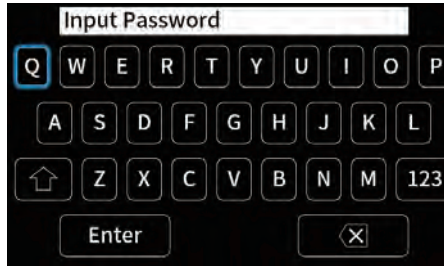 Input Password
Q W E R T Y U I O P
A S D F G H J K L
Z X C V B N M 123
Enter